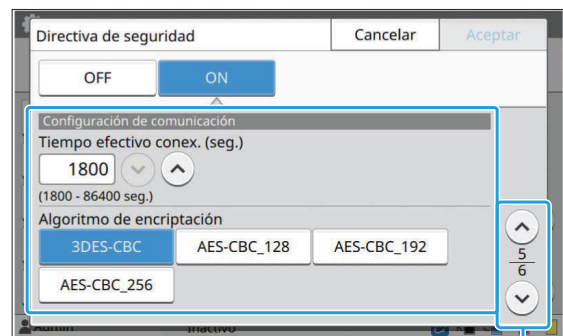 Directiva de seguridad
Cancelar
Aceptar
OFF
ON
Configuración de comunicación
Tiempo efectivo conex. (seg.)
1800
(1800 - 86400 seg.)
Algoritmo de encriptación
3DES-CBC
AES-CBC_128
AES-CBC_192
AES-CBC_256
5
6
Admin
Inactivo